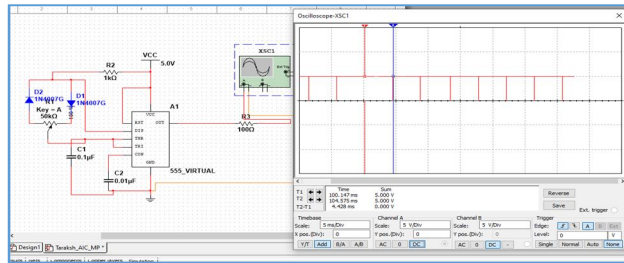 2 3 4 5 6 7
VCC
5.0V
R2
1kΩ
XSC1
Ext Trig
A B
D2
1N4007G
D1
1N4007G
R1
Key = A
50kΩ
A1
VCC
RST OUT
DIS
THR
TRI
CON
GND
555_VIRTUAL
R3
100Ω
C1
0.1µF
C2
0.01µF
Design1 Taraksh_AIC_MP *
Oscilloscope-XSC1
Time Sum
T1 100.147 ms 5.000 V
T2 104.575 ms 5.000 V
T2-T1 4.428 ms 0.000 V
Reverse
Save
Ext. trigger
Timebase Channel A Channel B Trigger
Scale: 5 ms/Div Scale: 5 V/Div Scale: 5 V/Div Edge: A B Ext
X pos.(Div): 0 Y pos.(Div): 0 Y pos.(Div): 0 Level: 0 V
Y/T Add B/A A/B AC 0 DC AC 0 DC - Single Normal Auto None